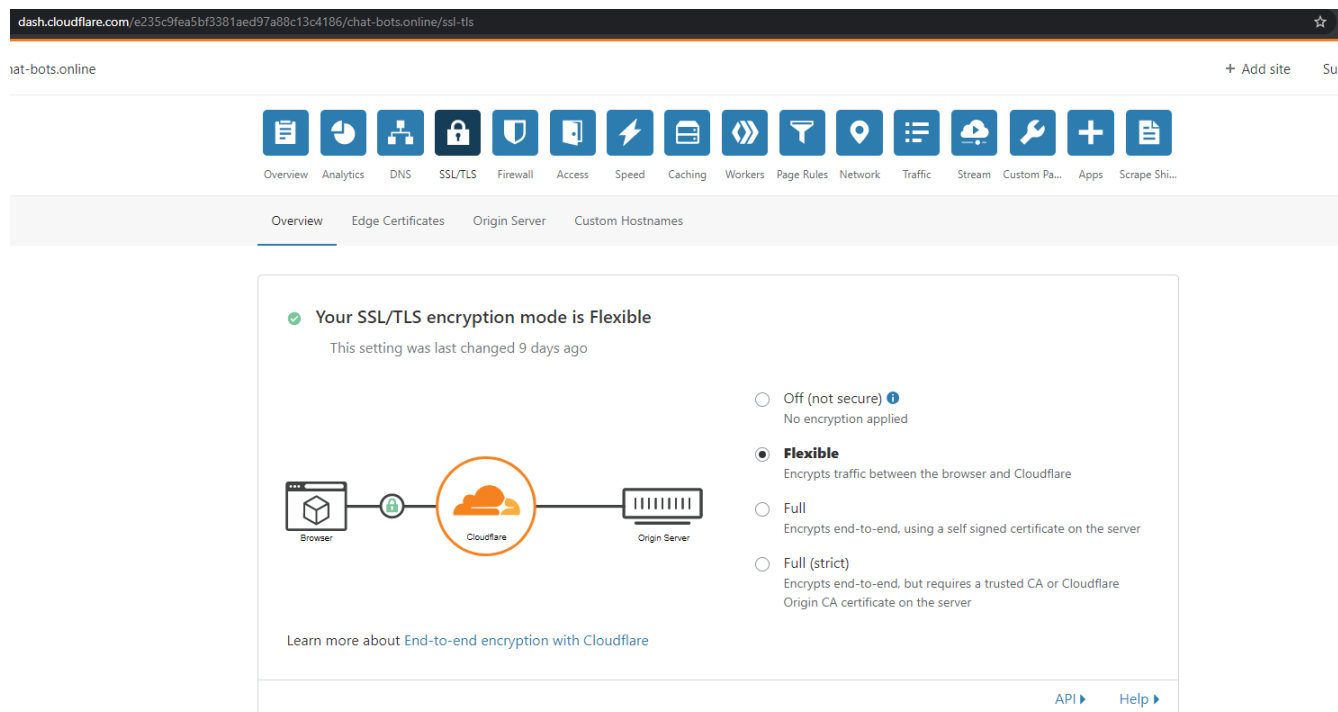 dash.cloudflare.com/e235c9fea5bf3381aed97a88c13c4186/chat-bots.online/ssl-tls
hat-bots.online + Add site Su
Overview Analytics DNS SSL/TLS Firewall Access Speed Caching Workers Page Rules Network Traffic Stream Custom Pa... Apps Scrape Shi...
Overview Edge Certificates Origin Server Custom Hostnames
Your SSL/TLS encryption mode is Flexible
This setting was last changed 9 days ago
Off (not secure)
No encryption applied
Flexible
Encrypts traffic between the browser and Cloudflare
Full
Encrypts end-to-end, using a self signed certificate on the server
Full (strict)
Encrypts end-to-end, but requires a trusted CA or Cloudflare
Origin CA certificate on the server
Browser Cloudflare Origin Server
Learn more about End-to-end encryption with Cloudflare
API Help